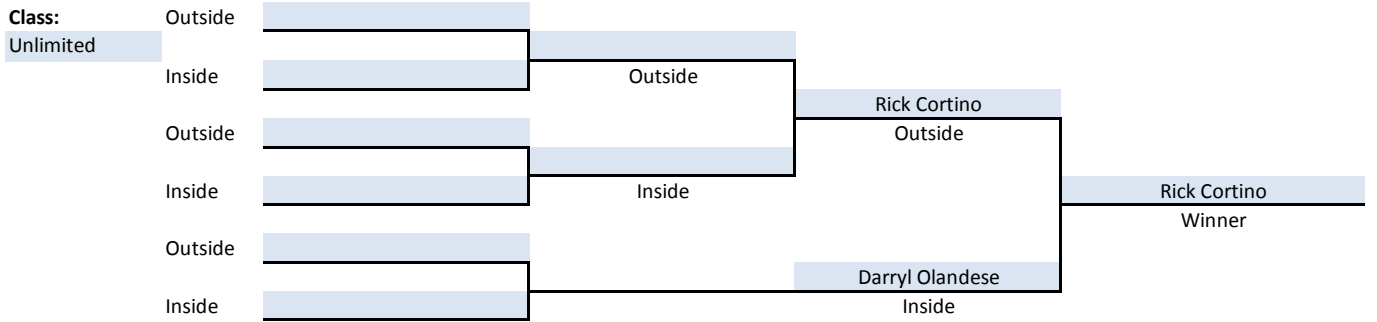 Class: Outside
Unlimited
Inside Outside
Rick Cortino
Outside Outside
Inside Inside Rick Cortino
Winner
Outside
Darryl Olandese
Inside Inside